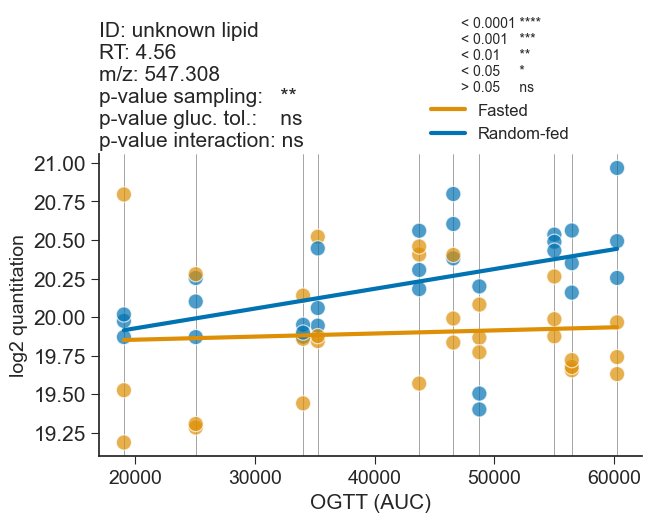 ID: unknown lipid
RT: 4.56
m/z: 547.308
p-value sampling: **
p-value gluc. tol.: ns
p-value interaction: ns
< 0.0001 ****
< 0.001 ***
< 0.01 **
< 0.05 *
> 0.05 ns
Fasted
Random-fed
log2 quantitation
21.00
20.75
20.50
20.25
20.00
19.75
19.50
19.25
20000 30000 40000 50000 60000
OGTT (AUC)